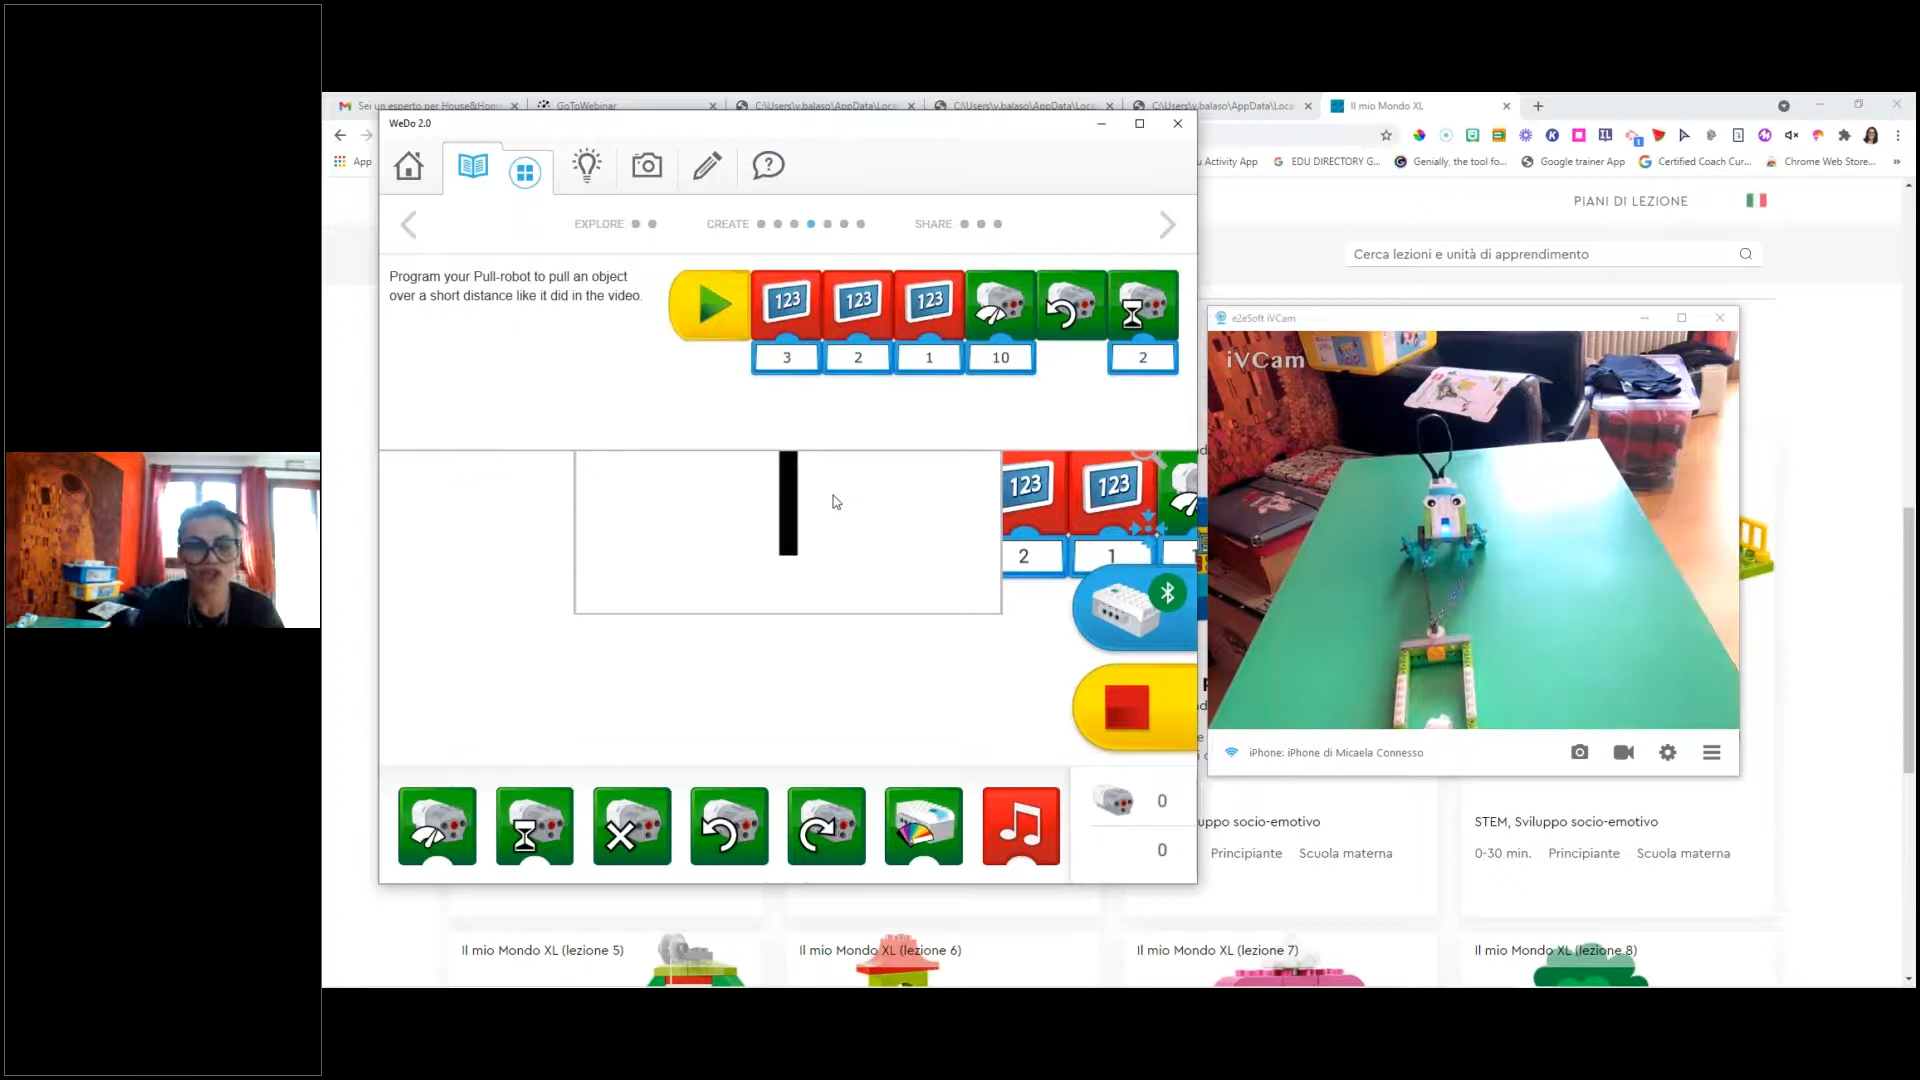 Sei un esperto per House&Hom
GoToWebinar
C:\Users\v.balaso\AppData\Loca
C:\Users\v.balaso\AppData\Loca
C:\Users\v.balaso\AppData\Loca
Il mio Mondo XL
WeDo 2.0
App
Activity App
EDU DIRECTORY G...
Genially, the tool fo...
Google trainer App
Certified Coach Cur...
Chrome Web Store...
PIANI DI LEZIONE
EXPLORE
CREATE
SHARE
Cerca lezioni e unità di apprendimento
Program your Pull-robot to pull an object
over a short distance like it did in the video.
123 123 123
3 2 1 10 2
e2eSoft iVCam
iVCam
123 123
2 1
iPhone: iPhone di Micaela Connesso
0
0
uppo socio-emotivo
Principiante Scuola materna
STEM, Sviluppo socio-emotivo
0-30 min. Principiante Scuola materna
Il mio Mondo XL (lezione 5)
Il mio Mondo XL (lezione 6)
Il mio Mondo XL (lezione 7)
Il mio Mondo XL (lezione 8)